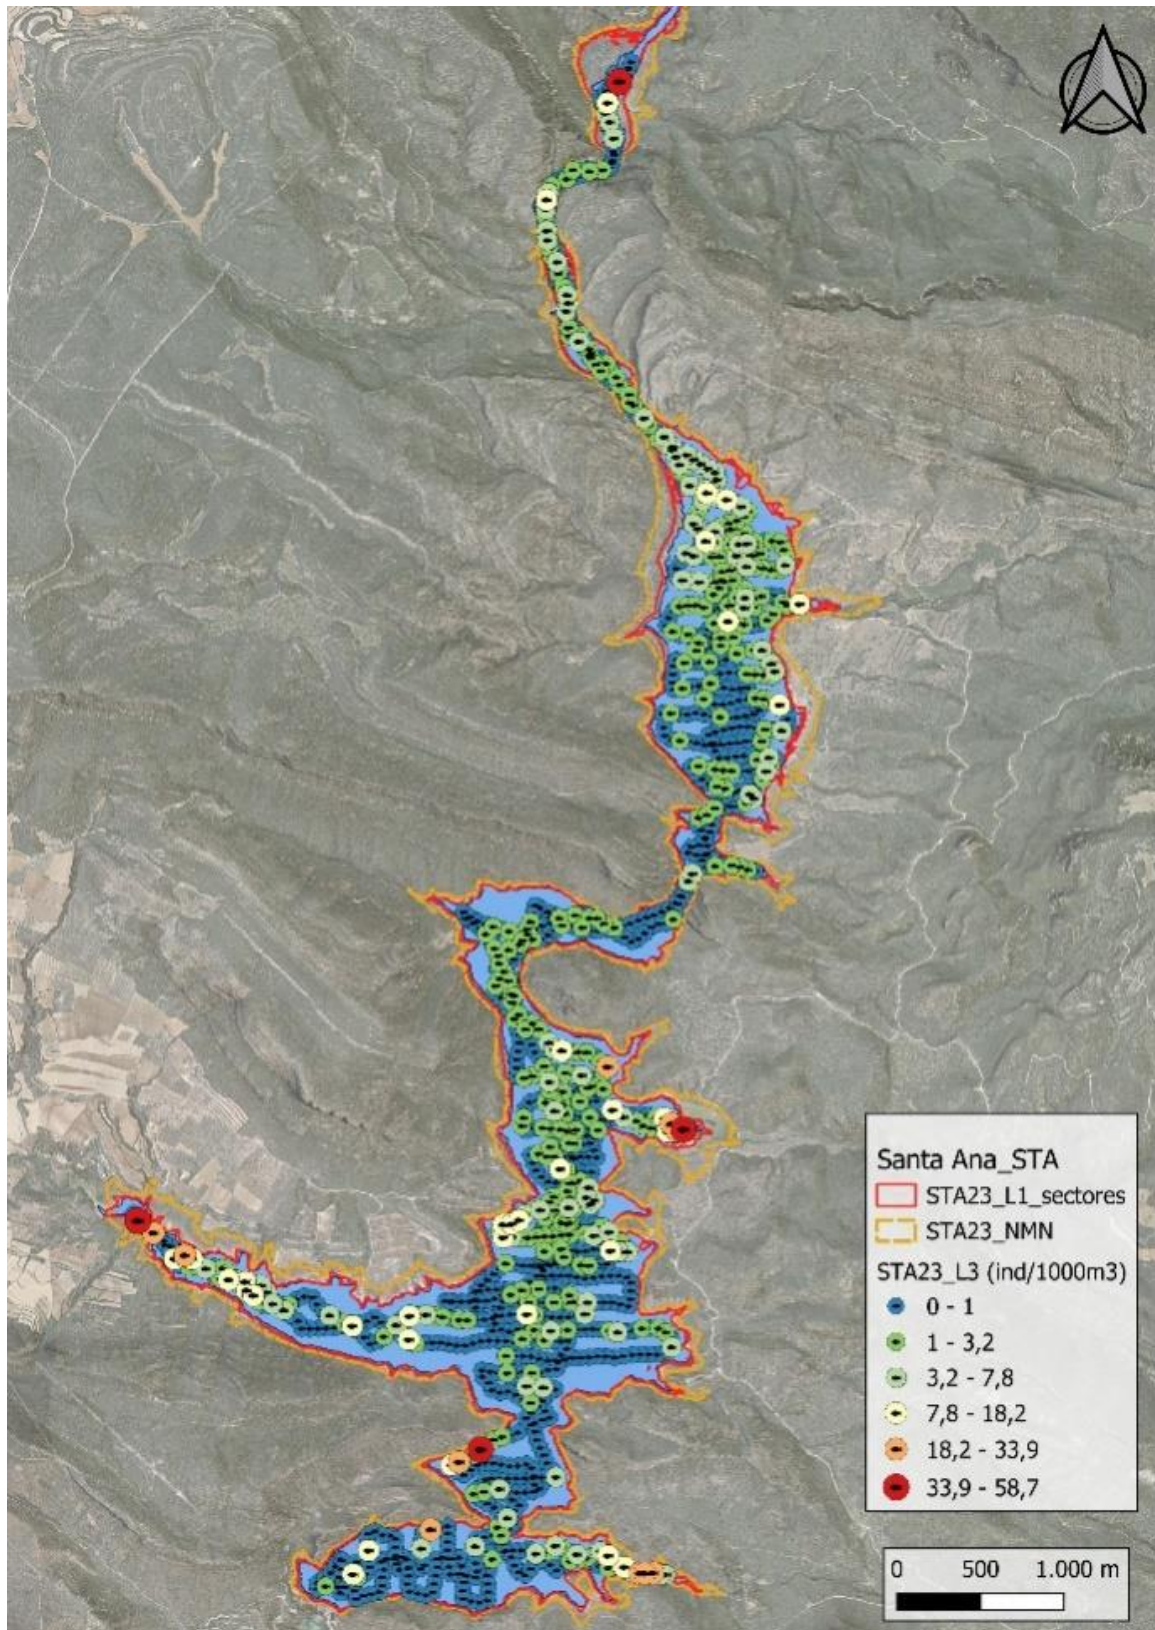 Santa Ana_STA
STA23_L1_sectores
STA23_NMN
STA23_L3 (ind/1000m3)
0 - 1
1 - 3,2
3,2 - 7,8
7,8 - 18,2
18,2 - 33,9
33,9 - 58,7
0 500 1.000 m